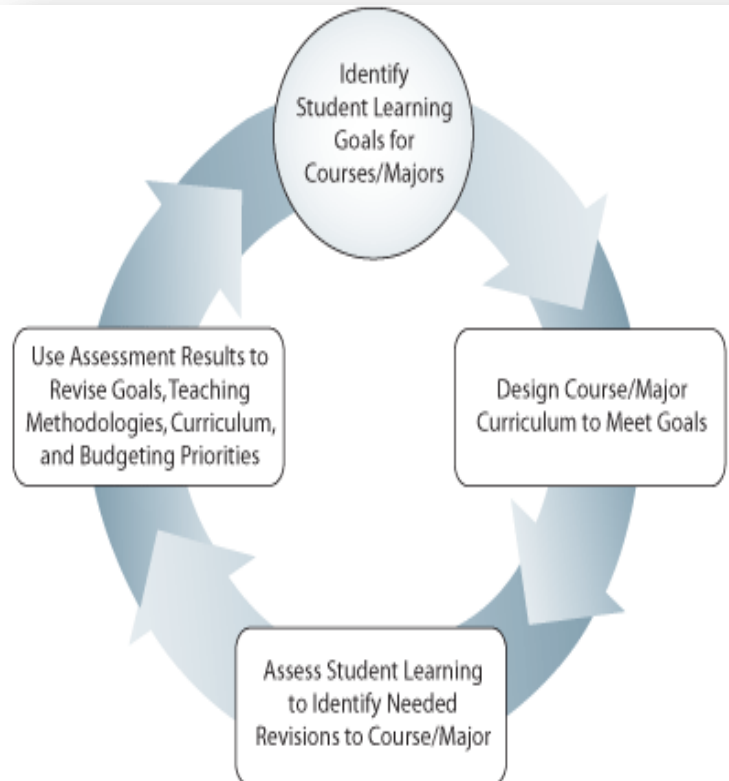 Identify
Student Learning
Goals for
Courses/Majors
Design Course/Major
Curriculum to Meet Goals
Assess Student Learning
to Identify Needed
Revisions to Course/Major
Use Assessment Results to
Revise Goals, Teaching
Methodologies, Curriculum,
and Budgeting Priorities